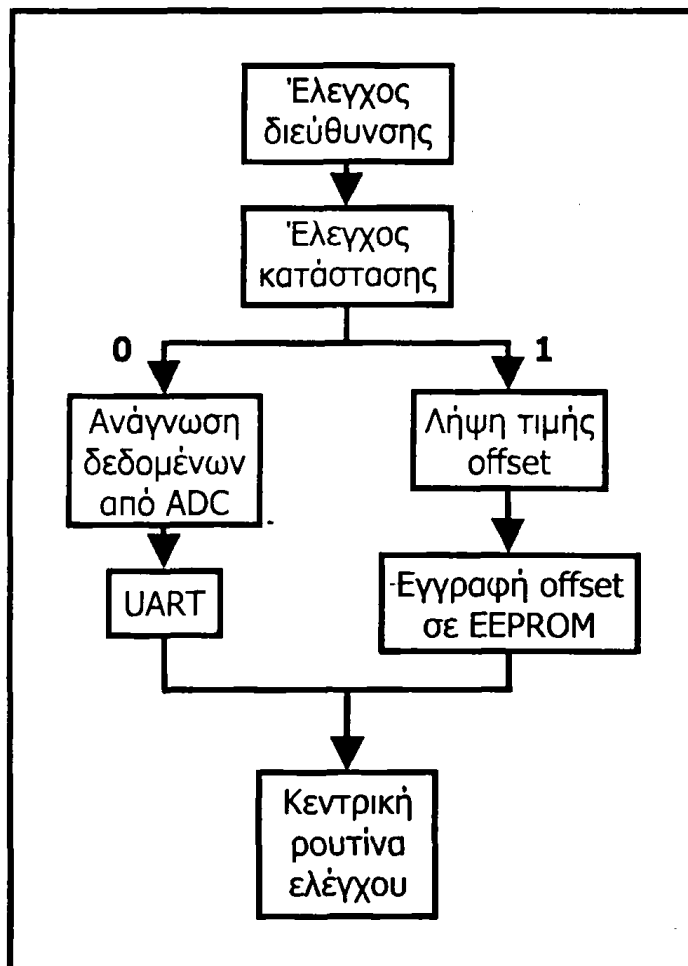 Έλεγχος
διεύθυνσης
Έλεγχος
κατάστασης
0
1
Ανάγνωση
δεδομένων
από ADC
Λήψη τιμής
offset
UART
Εγγραφή offset
σε EEPROM
Κεντρική
ρουτίνα
ελέγχου